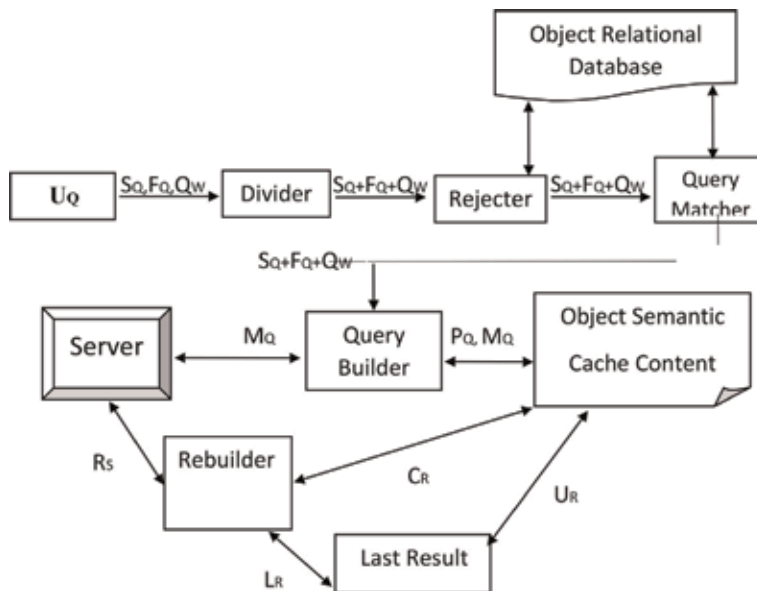 Object Relational
Database
UQ
SQ,FQ,QW
Divider
SQ+FQ+QW
Rejecter
SQ+FQ+QW
Query
Matcher
SQ+FQ+QW
Server
MQ
Query
Builder
PQ, MQ
Object Semantic
Cache Content
RS
Rebuilder
CR
UR
LR
Last Result